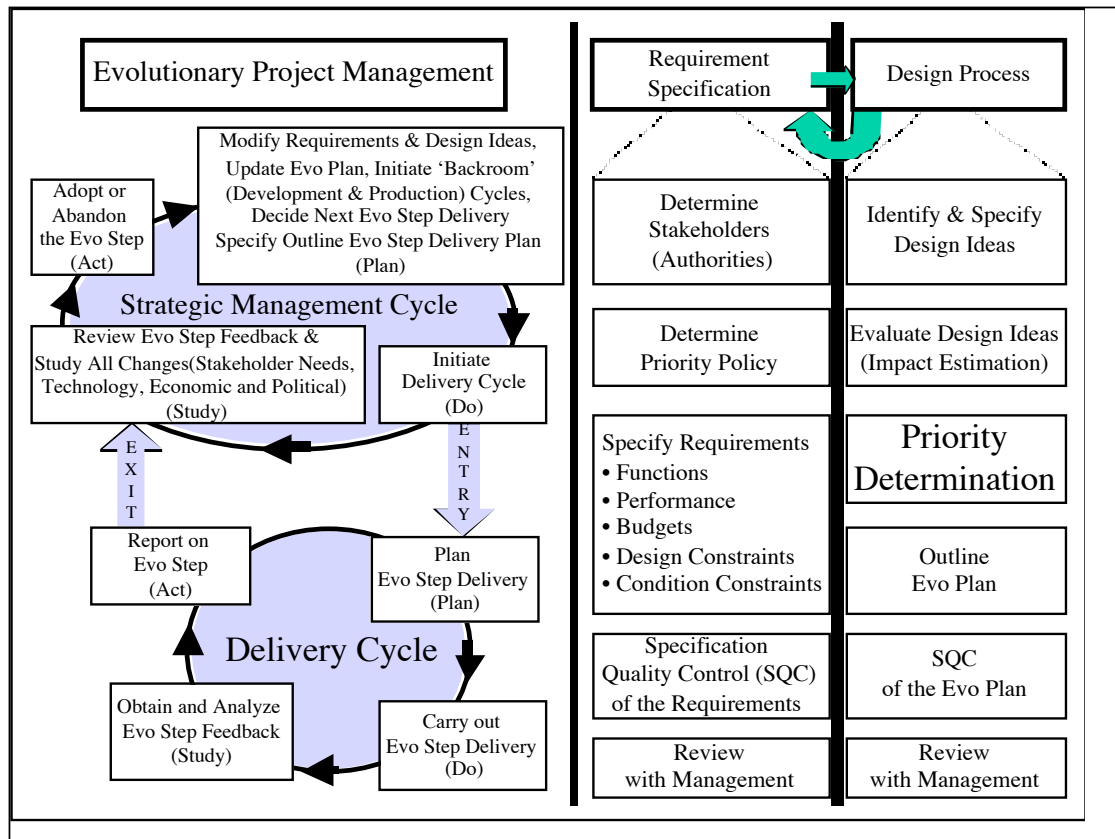 Evolutionary Project Management
Modify Requirements & Design Ideas,
Update Evo Plan, Initiate ‘Backroom’
(Development & Production) Cycles,
Decide Next Evo Step Delivery
Specify Outline Evo Step Delivery Plan
(Plan)
Adopt or
Abandon
the Evo Step
(Act)
Strategic Management Cycle
Review Evo Step Feedback &
Study All Changes(Stakeholder Needs,
Technology, Economic and Political)
(Study)
Initiate
Delivery Cycle
(Do)
EXIT
ENTRY
Report on
Evo Step
(Act)
Plan
Evo Step Delivery
(Plan)
Delivery Cycle
Obtain and Analyze
Evo Step Feedback
(Study)
Carry out
Evo Step Delivery
(Do)
Requirement
Specification
Determine
Stakeholders
(Authorities)
Determine
Priority Policy
Specify Requirements
• Functions
• Performance
• Budgets
• Design Constraints
• Condition Constraints
Specification
Quality Control (SQC)
of the Requirements
Review
with Management
Design Process
Identify & Specify
Design Ideas
Evaluate Design Ideas
(Impact Estimation)
Priority
Determination
Outline
Evo Plan
SQC
of the Evo Plan
Review
with Management